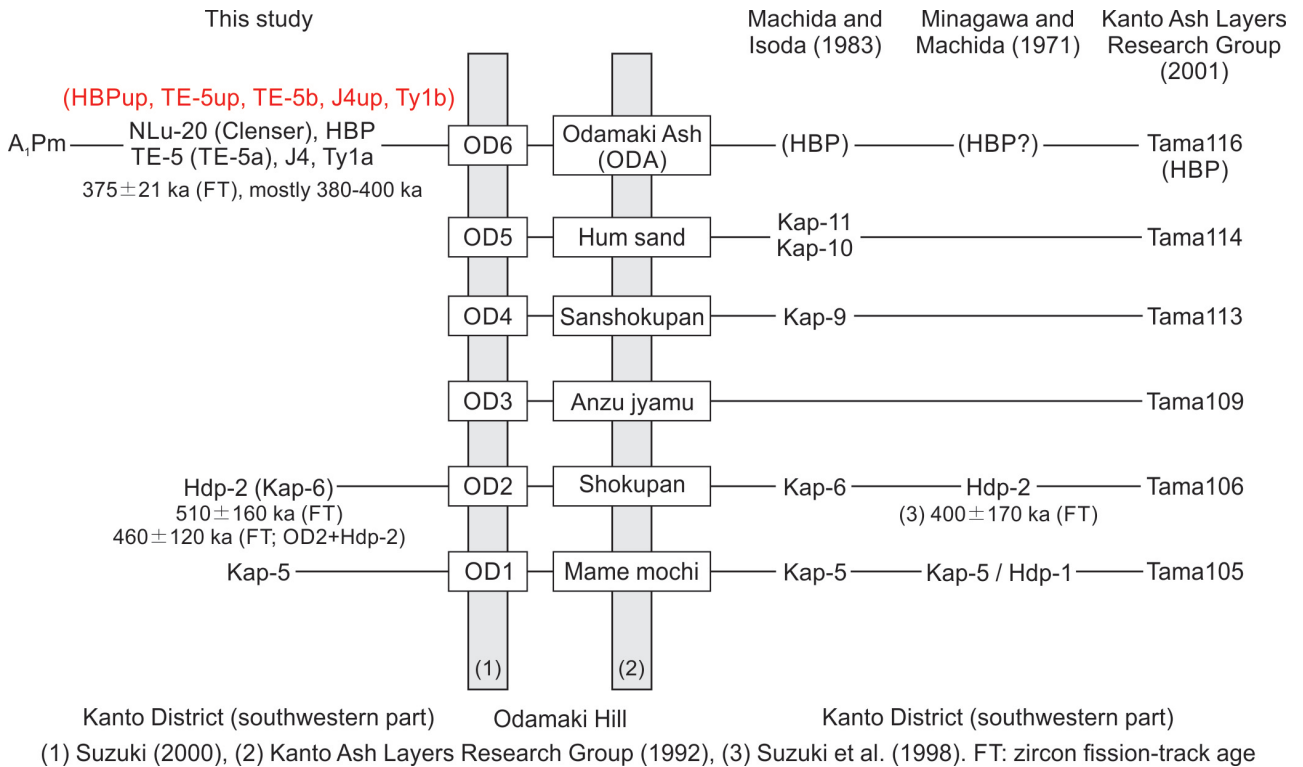 This study
Machida and
Isoda (1983)
Minagawa and
Machida (1971)
Kanto Ash Layers
Research Group
(2001)
(HBPup, TE-5up, TE-5b, J4up, Ty1b)
A₁Pm
NLu-20 (Clenser), HBP
TE-5 (TE-5a), J4, Ty1a
375±21 ka (FT), mostly 380-400 ka
OD6
Odamaki Ash
(ODA)
(HBP)
(HBP?)
Tama116
(HBP)
OD5
Hum sand
Kap-11
Kap-10
Tama114
OD4
Sanshokupan
Kap-9
Tama113
OD3
Anzu jyamu
Tama109
Hdp-2 (Kap-6)
510±160 ka (FT)
460±120 ka (FT; OD2+Hdp-2)
OD2
Shokupan
Kap-6
Hdp-2
(3) 400±170 ka (FT)
Tama106
Kap-5
OD1
Mame mochi
Kap-5
Kap-5 / Hdp-1
Tama105
(1)
(2)
Kanto District (southwestern part)
Odamaki Hill
Kanto District (southwestern part)
(1) Suzuki (2000), (2) Kanto Ash Layers Research Group (1992), (3) Suzuki et al. (1998). FT: zircon fission-track age